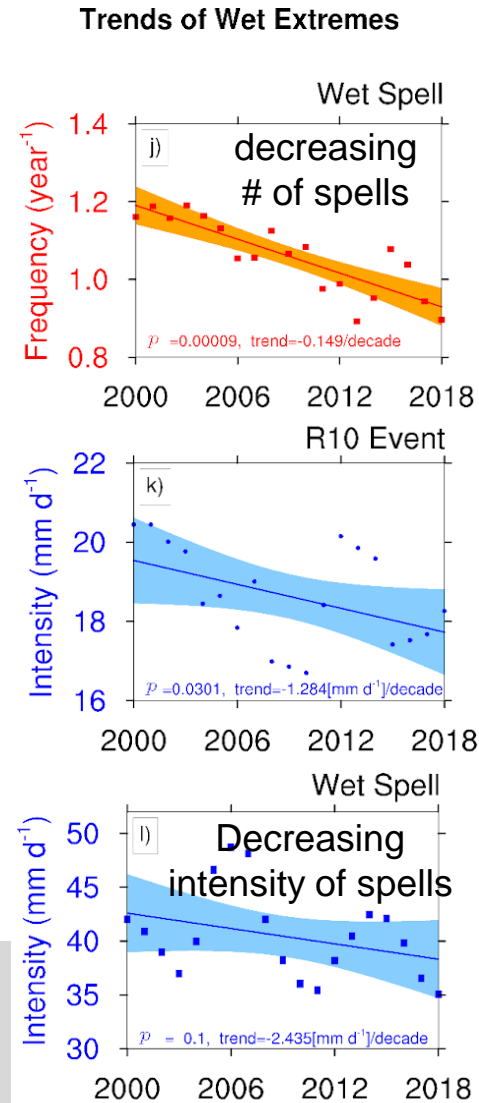 Trends of Wet Extremes
Wet Spell
1.4
1.2
1.0
0.8
Frequency (year⁻¹)
j)
decreasing
# of spells
p =0.00009, trend=-0.149/decade
2000 2006 2012 2018
R10 Event
22
20
18
16
Intensity (mm d⁻¹)
k)
p =0.0301, trend=-1.284[mm d⁻¹]/decade
2000 2006 2012 2018
Wet Spell
50
45
40
35
30
Intensity (mm d⁻¹)
l)
Decreasing
intensity of spells
p = 0.1, trend=-2.435[mm d⁻¹]/decade
2000 2006 2012 2018